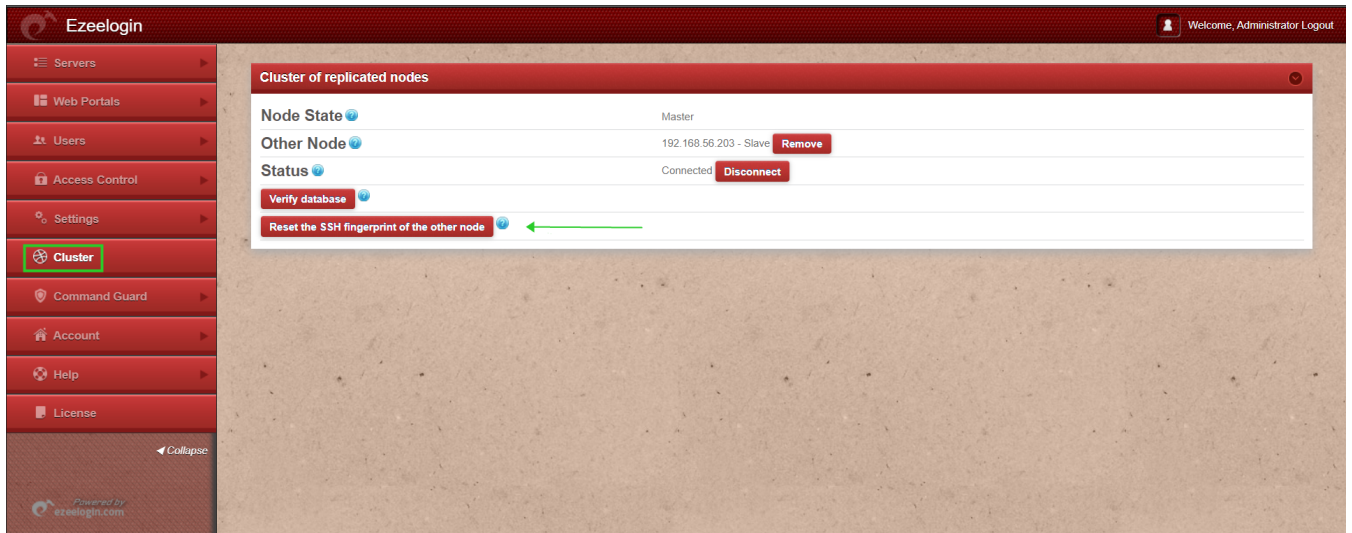 Ezeelogin
Welcome, Administrator Logout
Servers
Web Portals
Users
Access Control
Settings
Cluster
Command Guard
Account
Help
License
Collapse
Powered by
ezeelogin.com
Cluster of replicated nodes
Node State
Master
Other Node
192.168.56.203 - Slave Remove
Status
Connected Disconnect
Verify database
Reset the SSH fingerprint of the other node